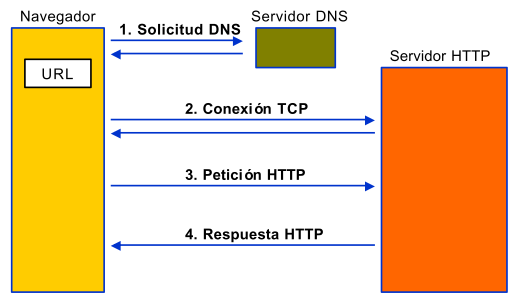 Navegador
Servidor DNS
1. Solicitud DNS
Servidor HTTP
URL
2. Conexión TCP
3. Petición HTTP
4. Respuesta HTTP